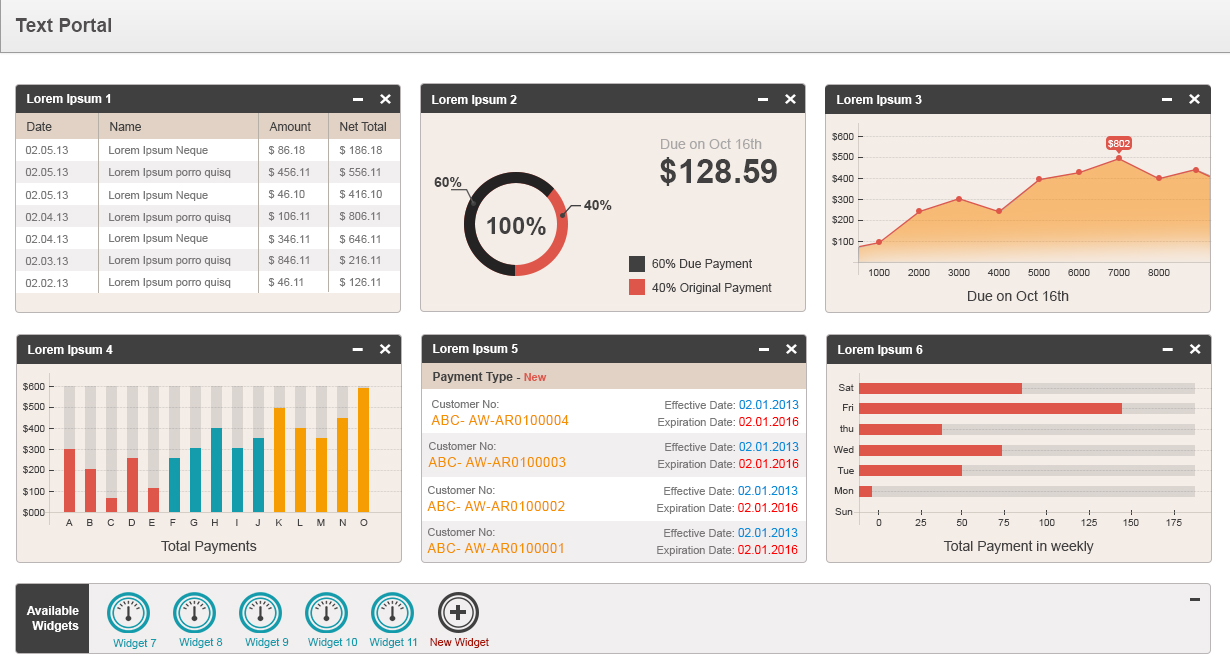 Text Portal
Lorem Ipsum 1
Date Name Amount Net Total
02.05.13 Lorem Ipsum Neque $ 86.18 $ 186.18
02.05.13 Lorem Ipsum porro quisq $ 456.11 $ 556.11
02.05.13 Lorem Ipsum Neque $ 46.10 $ 416.10
02.04.13 Lorem Ipsum porro quisq $ 106.11 $ 806.11
02.04.13 Lorem Ipsum Neque $ 346.11 $ 646.11
02.03.13 Lorem Ipsum porro quisq $ 846.11 $ 216.11
02.02.13 Lorem Ipsum porro quisq $ 46.11 $ 126.11
Lorem Ipsum 2
Due on Oct 16th
$128.59
60%
40%
100%
60% Due Payment
40% Original Payment
Lorem Ipsum 3
$600
$500
$400
$300
$200
$100
$802
1000 2000 3000 4000 5000 6000 7000 8000
Due on Oct 16th
Lorem Ipsum 4
$600
$500
$400
$300
$200
$100
$000
A B C D E F G H I J K L M N O
Total Payments
Lorem Ipsum 5
Payment Type - New
Customer No: Effective Date: 02.01.2013
ABC- AW-AR0100004 Expiration Date: 02.01.2016
Customer No: Effective Date: 02.01.2013
ABC- AW-AR0100003 Expiration Date: 02.01.2016
Customer No: Effective Date: 02.01.2013
ABC- AW-AR0100002 Expiration Date: 02.01.2016
Customer No: Effective Date: 02.01.2013
ABC- AW-AR0100001 Expiration Date: 02.01.2016
Lorem Ipsum 6
Sat
Fri
thu
Wed
Tue
Mon
Sun
0 25 50 75 100 125 150 175
Total Payment in weekly
Available
Widgets
Widget 7 Widget 8 Widget 9 Widget 10 Widget 11 New Widget